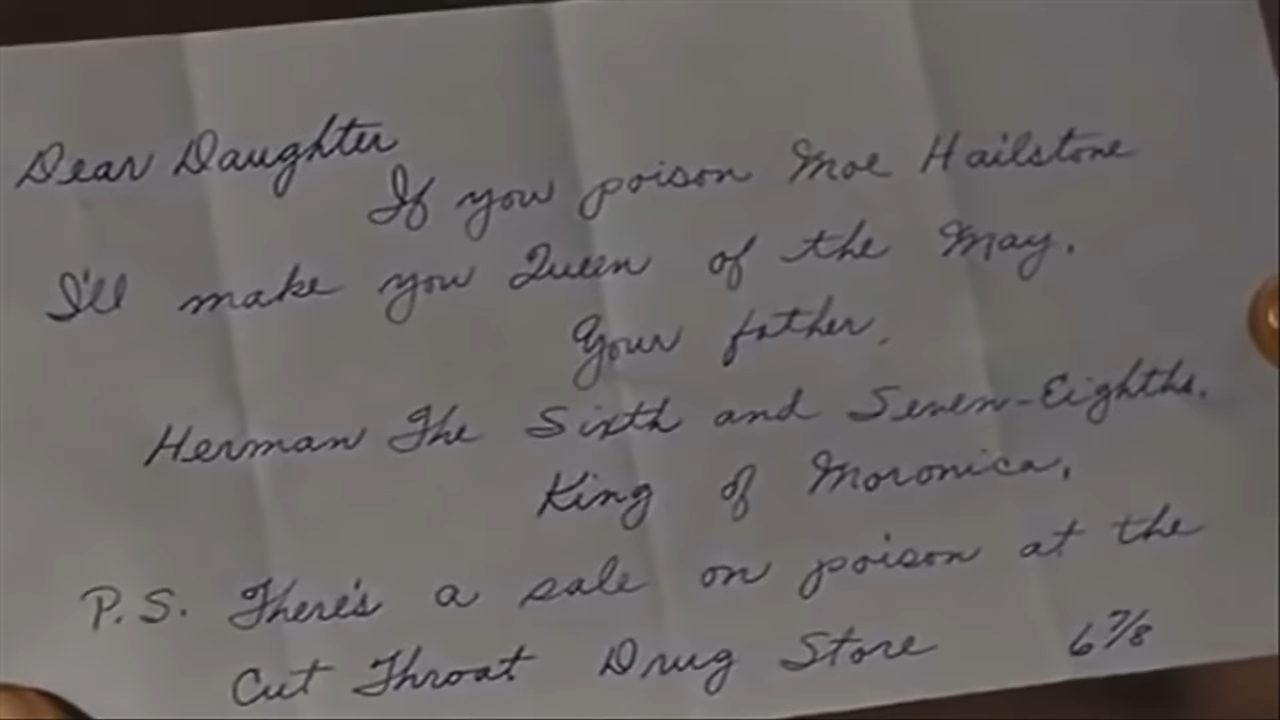 Dear Daughter
If you poison Moe Hailstone
I'll make you Queen of the May.
Your father,
Herman The Sixth and Seven-Eighths.
King of Moronica,
P.S. There's a sale on poison at the
Cut Throat Drug Store 6 7/8